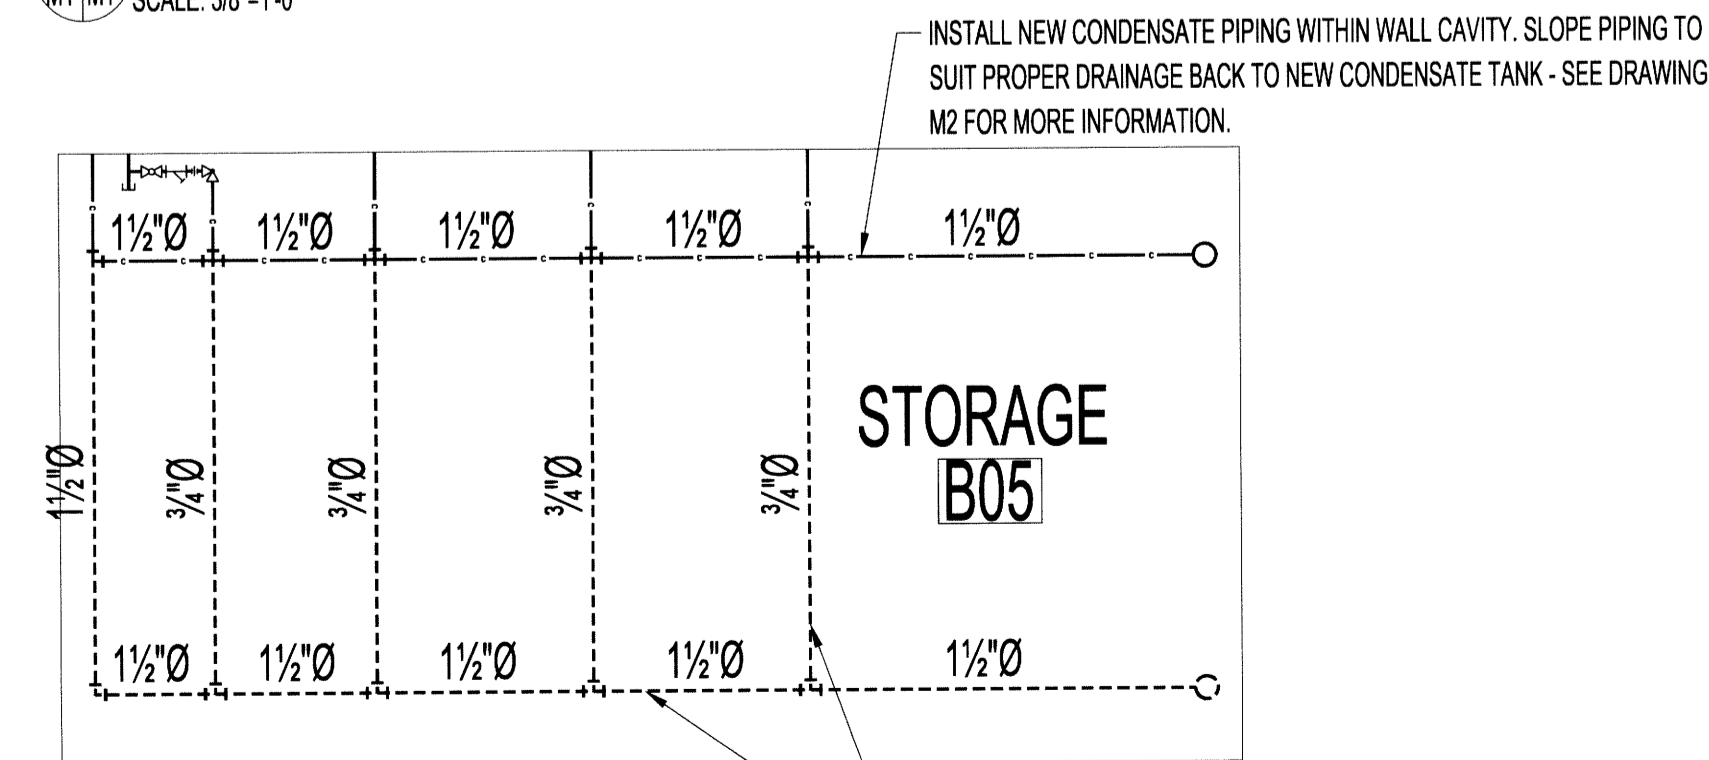 M1 M1 SCALE: 3/8"=1'-0"
INSTALL NEW CONDENSATE PIPING WITHIN WALL CAVITY. SLOPE PIPING TO
SUIT PROPER DRAINAGE BACK TO NEW CONDENSATE TANK - SEE DRAWING
M2 FOR MORE INFORMATION.
1½"Ø 1½"Ø 1½"Ø 1½"Ø 1½"Ø
C C C C C
C C C C C C C C C C C C C C C C
STORAGE
B05
1½"Ø ¾"Ø ¾"Ø ¾"Ø ¾"Ø
1½"Ø 1½"Ø 1½"Ø 1½"Ø 1½"Ø